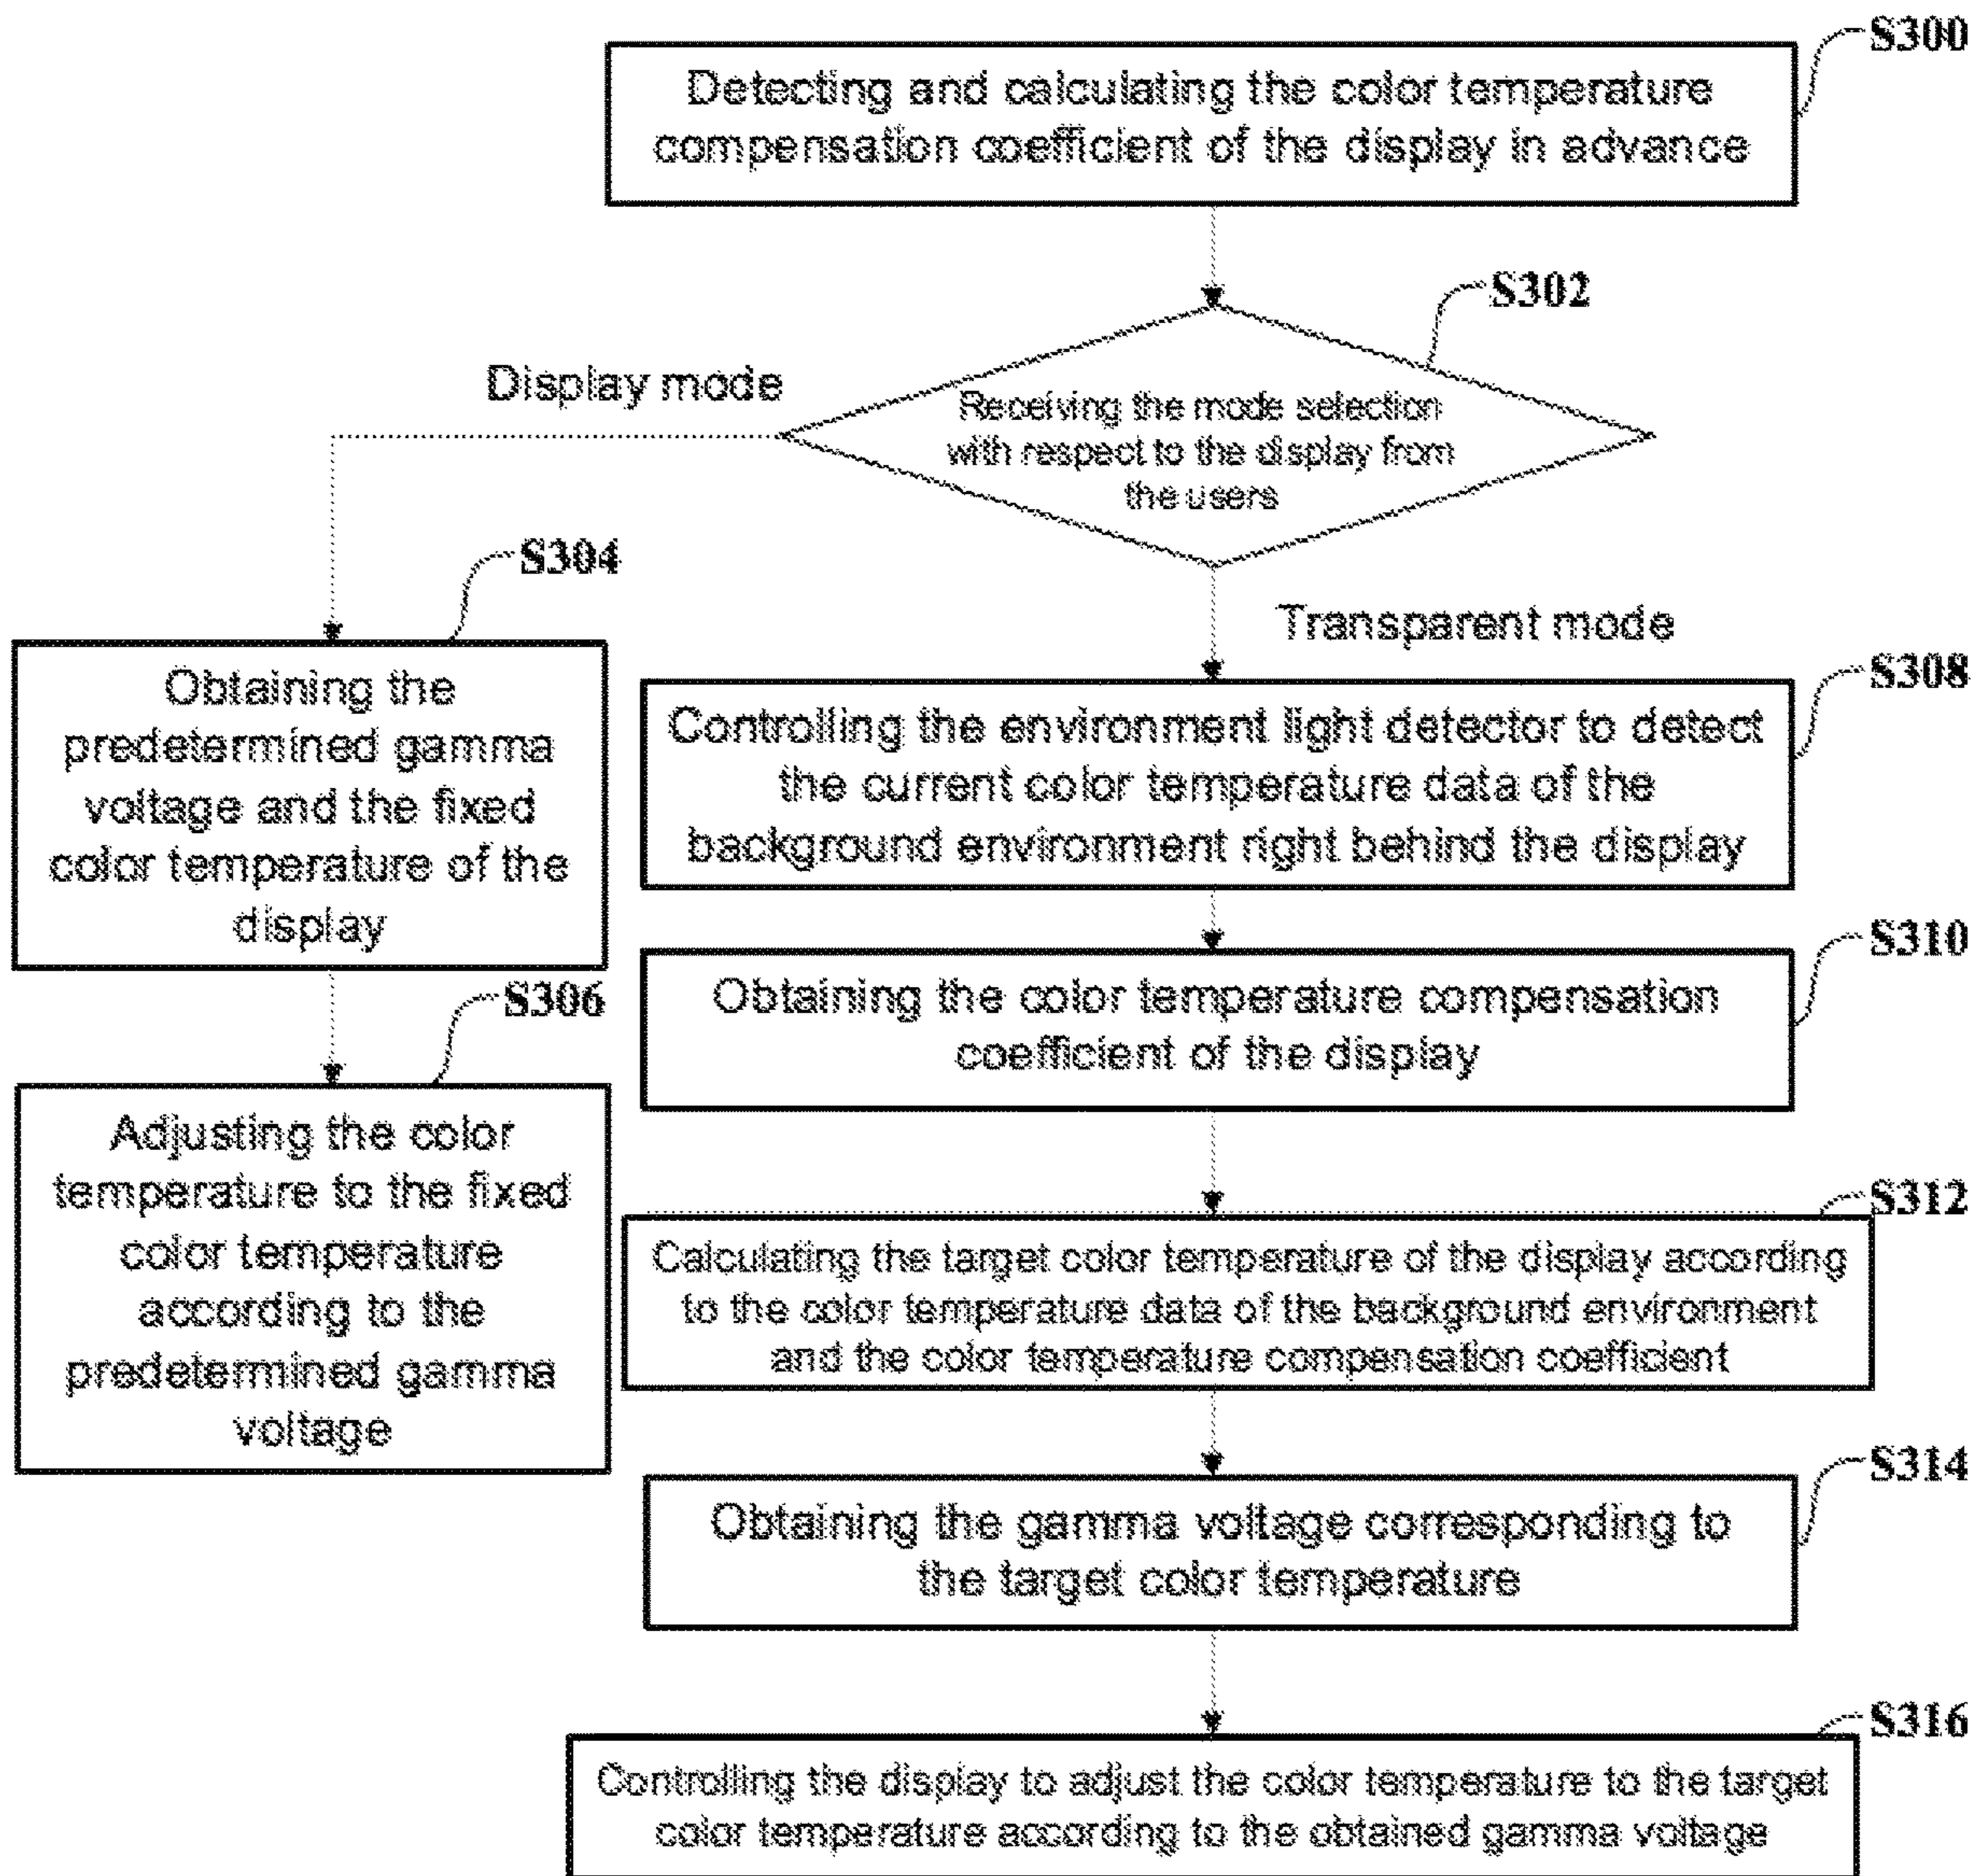 S300
Detecting and calculating the color temperature
compensation coefficient of the display in advance
S302
Display mode
Receiving the mode selection
with respect to the display from
the users
S304
Transparent mode
Obtaining the
predetermined gamma
voltage and the fixed
color temperature of the
display
S308
Controlling the environment light detector to detect
the current color temperature data of the
background environment right behind the display
S306
Adjusting the color
temperature to the fixed
color temperature
according to the
predetermined gamma
voltage
S310
Obtaining the color temperature compensation
coefficient of the display
S312
Calculating the target color temperature of the display according
to the color temperature data of the background environment
and the color temperature compensation coefficient
S314
Obtaining the gamma voltage corresponding to
the target color temperature
S316
Controlling the display to adjust the color temperature to the target
color temperature according to the obtained gamma voltage